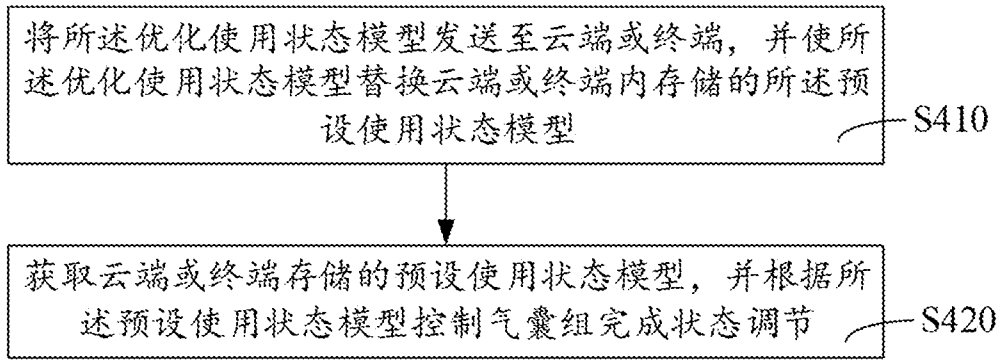 将所述优化使用状态模型发送至云端或终端，并使所
述优化使用状态模型替换云端或终端内存储的所述预
设使用状态模型
S410
获取云端或终端存储的预设使用状态模型，并根据所
述预设使用状态模型控制气囊组完成状态调节
S420